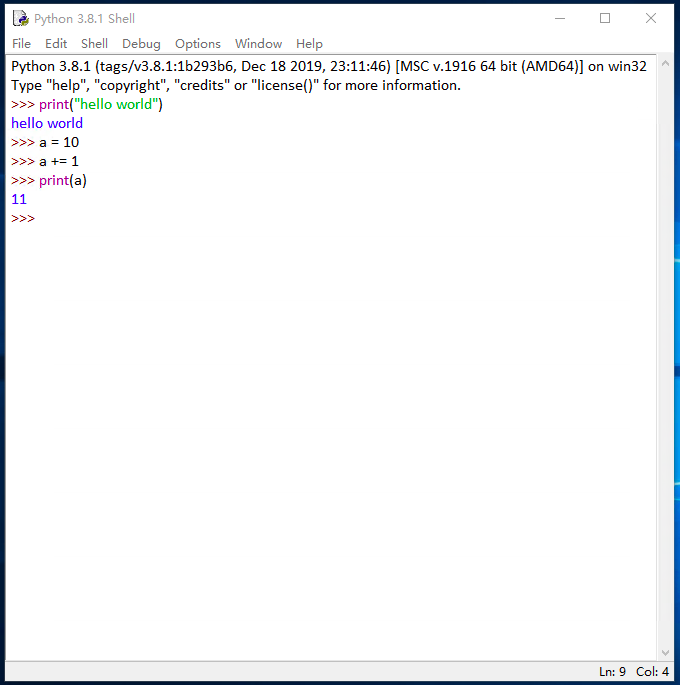 Python 3.8.1 Shell
File Edit Shell Debug Options Window Help
Python 3.8.1 (tags/v3.8.1:1b293b6, Dec 18 2019, 23:11:46) [MSC v.1916 64 bit (AMD64)] on win32
Type "help", "copyright", "credits" or "license()" for more information.
>>> print("hello world")
hello world
>>> a = 10
>>> a += 1
>>> print(a)
11
>>>
Ln: 9 Col: 4